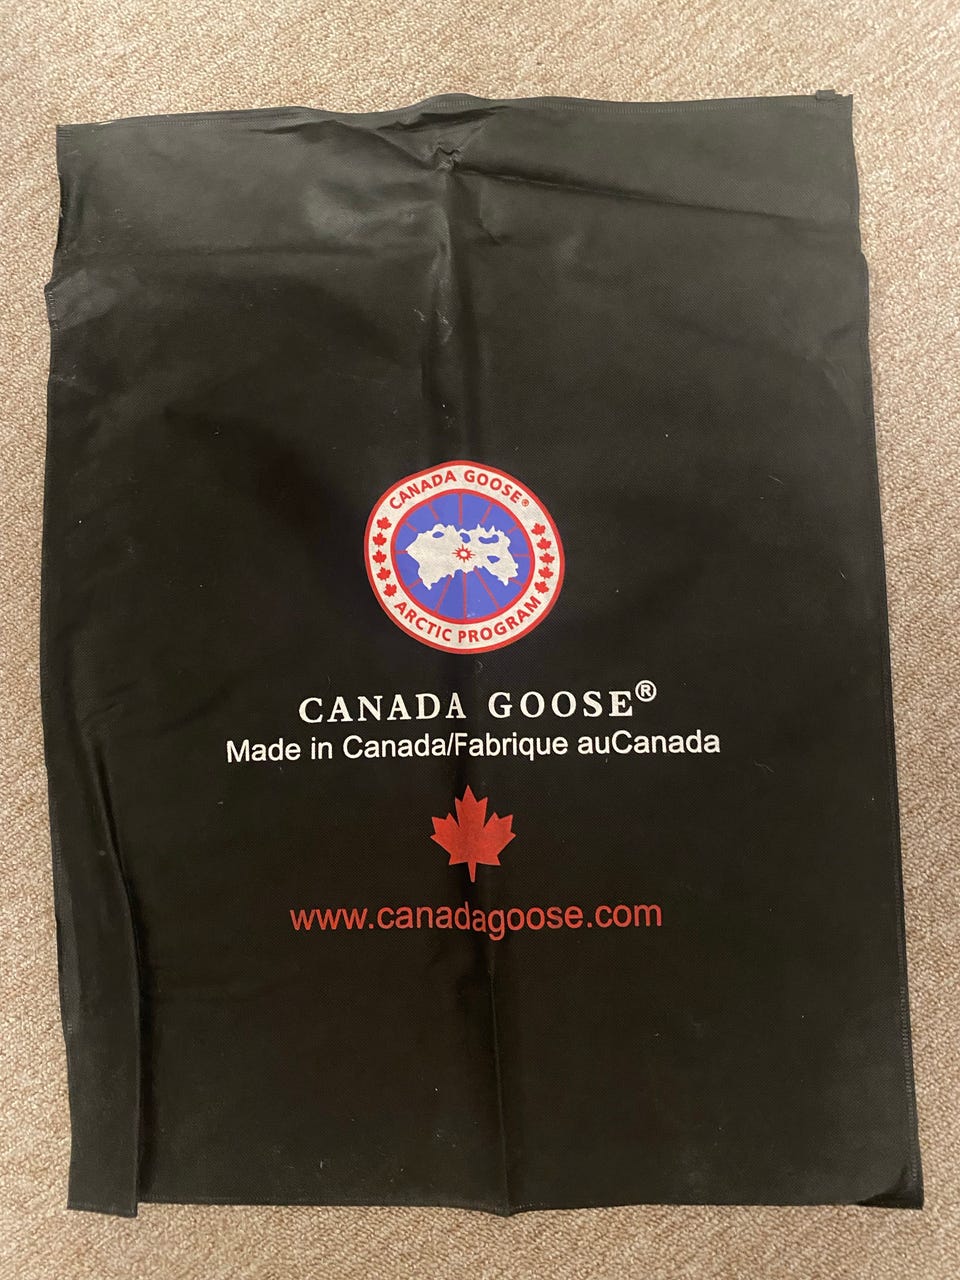 CANADA GOOSE®
ARCTIC PROGRAM
CANADA GOOSE®
Made in Canada/Fabrique auCanada
www.canadagoose.com